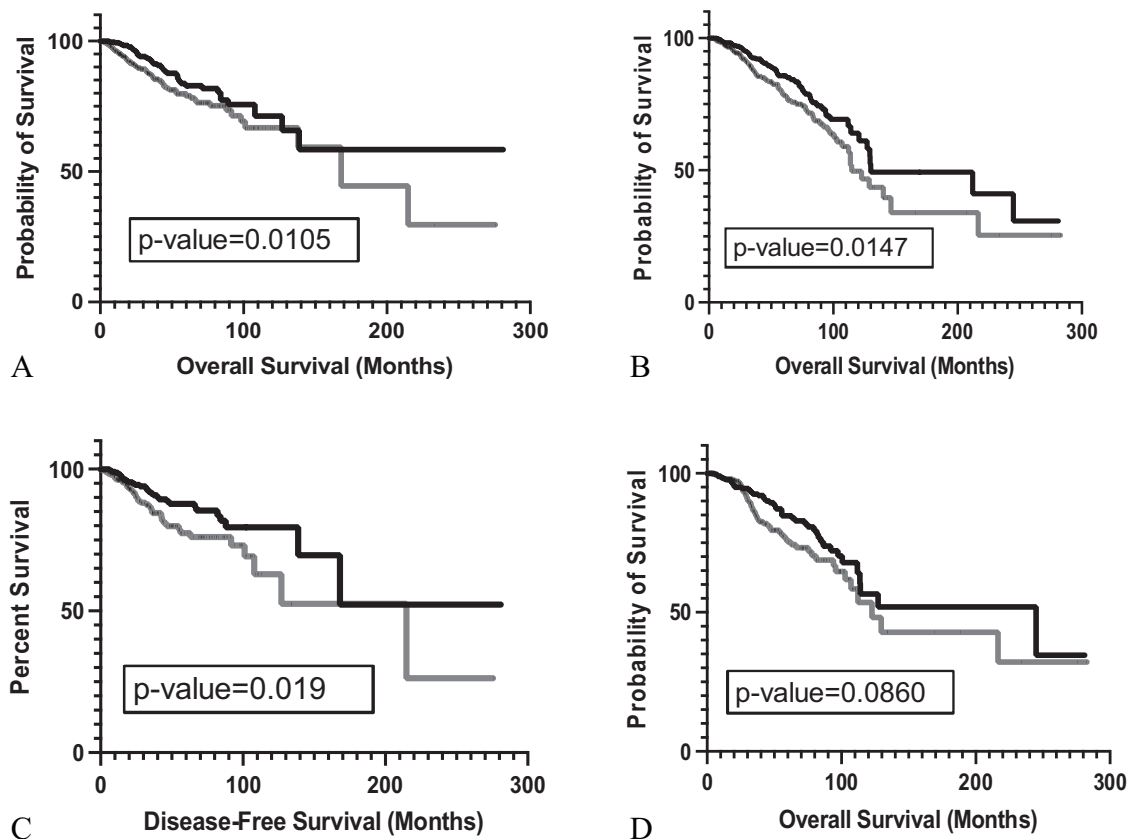 Probability of Survival
100
50
0
p-value=0.0105
0 100 200 300
Overall Survival (Months)
A
Probability of Survival
100
50
0
p-value=0.0147
0 100 200 300
Overall Survival (Months)
B
Percent Survival
100
50
0
p-value=0.019
0 100 200 300
Disease-Free Survival (Months)
C
Probability of Survival
100
50
0
p-value=0.0860
0 100 200 300
Overall Survival (Months)
D